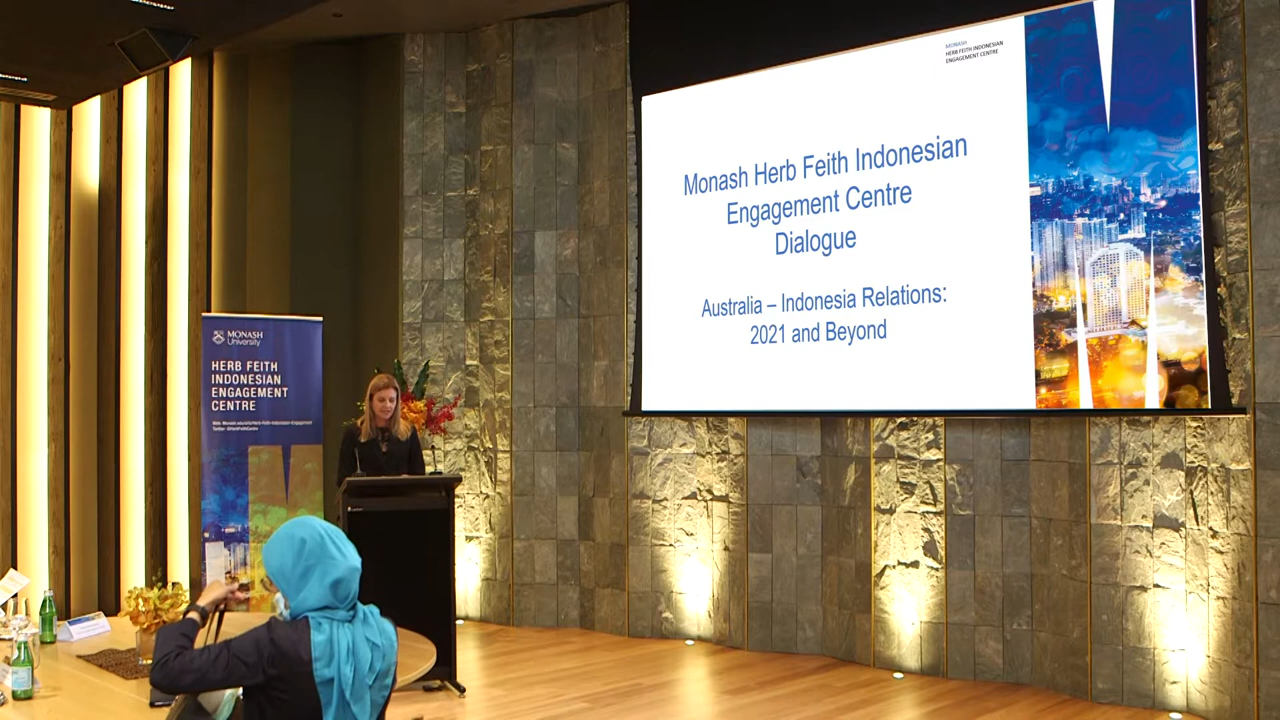 MONASH
HERB FEITH INDONESIAN
ENGAGEMENT CENTRE
Monash Herb Feith Indonesian
Engagement Centre
Dialogue
Australia – Indonesia Relations:
2021 and Beyond
MONASH
University
HERB FEITH
INDONESIAN
ENGAGEMENT
CENTRE